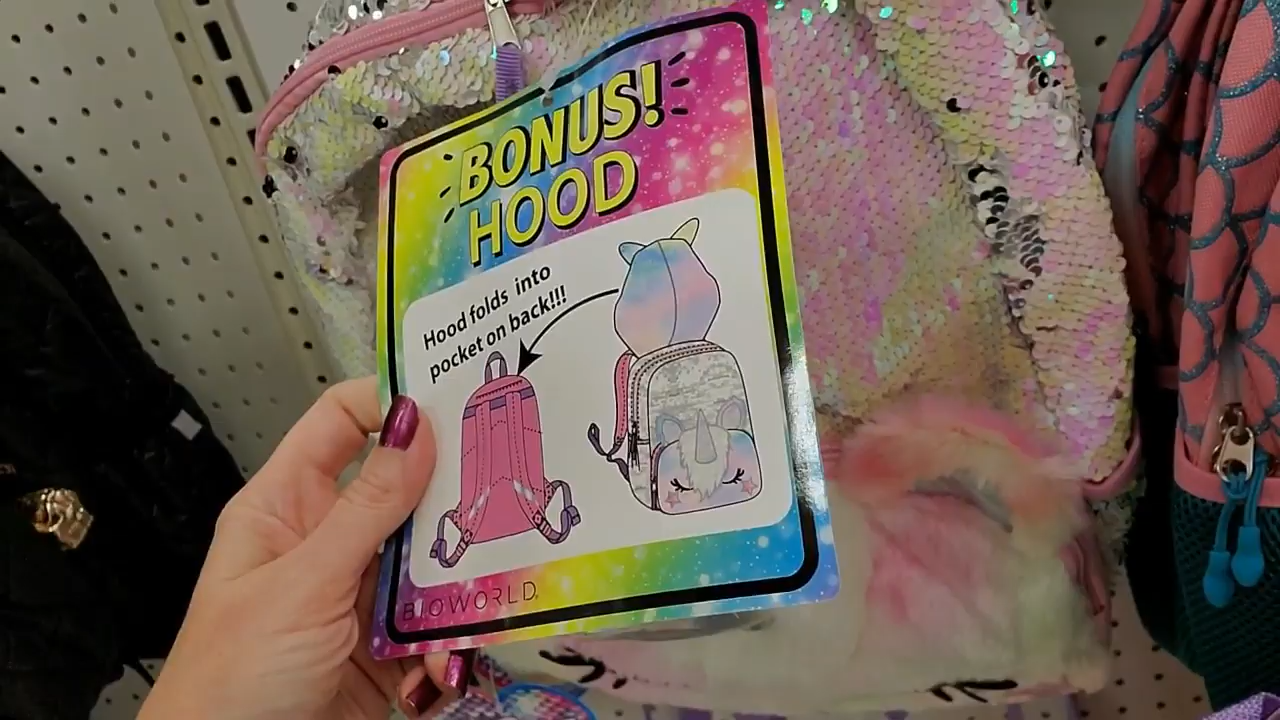 BONUS!
HOOD
Hood folds into
pocket on back!!!
BIOWORLD